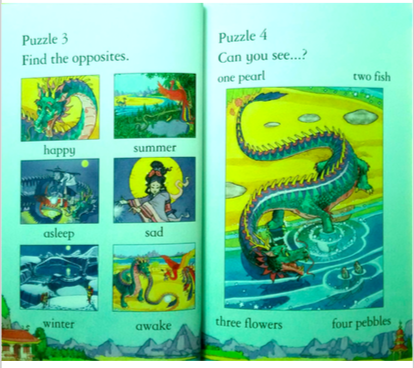 Puzzle 3
Find the opposites.
happy
summer
asleep
sad
winter
awake
Puzzle 4
Can you see...?
one pearl
two fish
three flowers
four pebbles